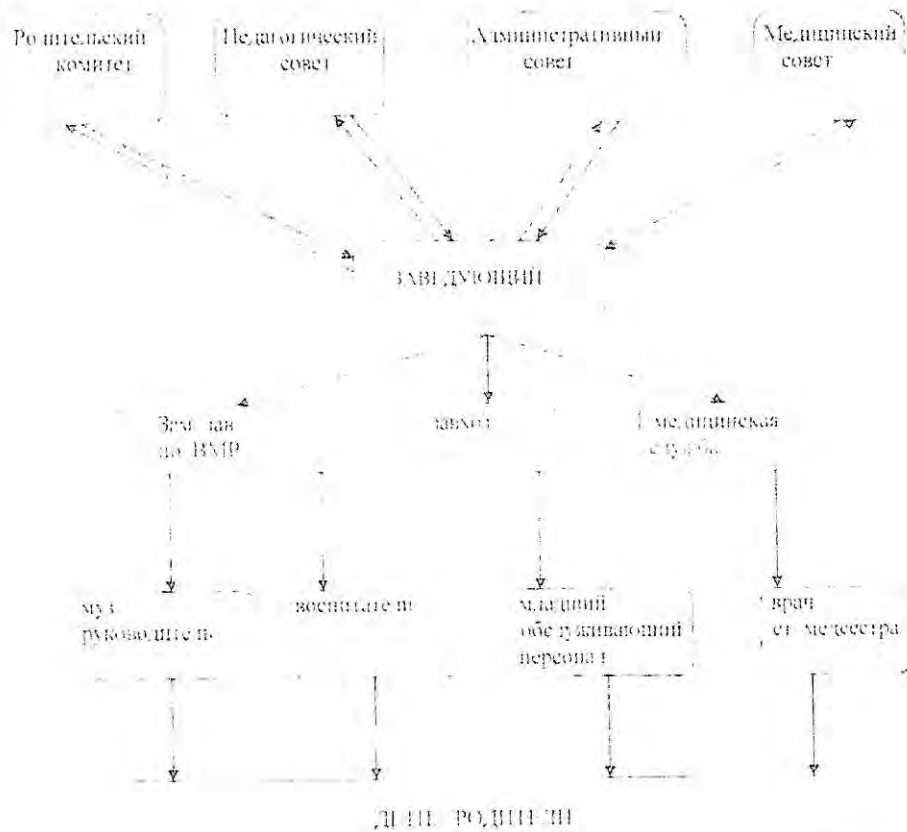 Родительский
комитет
Педагогический
совет
Административный
совет
Медицинский
совет
ЗАВЕДУЮЩИЙ
Зам. зав
по ВМР
завхоз
медицинская
служба
муз.
руководитель
воспитатели
младший
обслуживающий
персонал
врач
ст. медсестра
ДЕТИ РОДИТЕЛИ